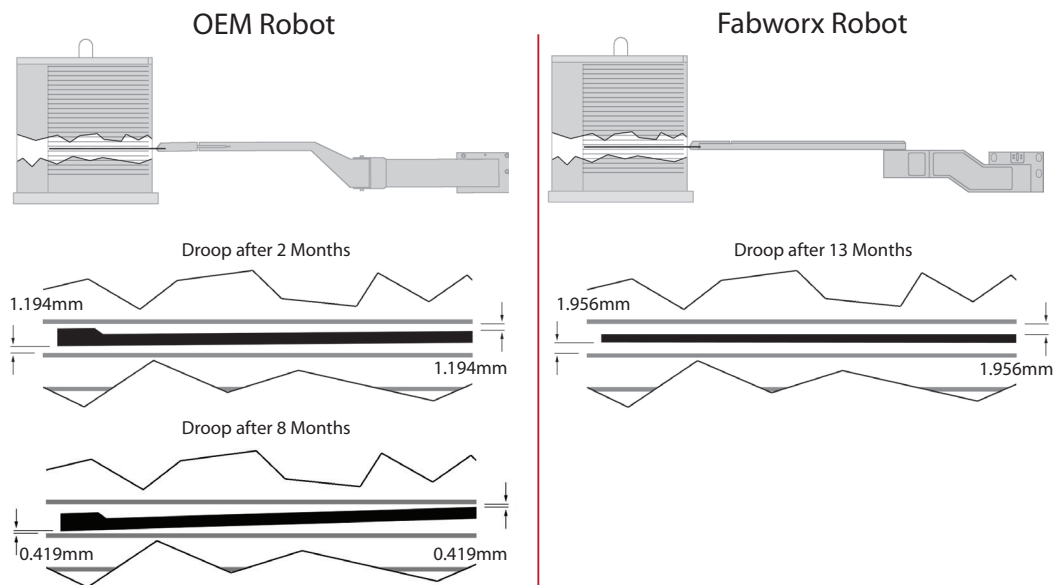 OEM Robot
Droop after 2 Months
1.194mm
1.194mm
Droop after 8 Months
0.419mm
0.419mm
Fabworx Robot
Droop after 13 Months
1.956mm
1.956mm